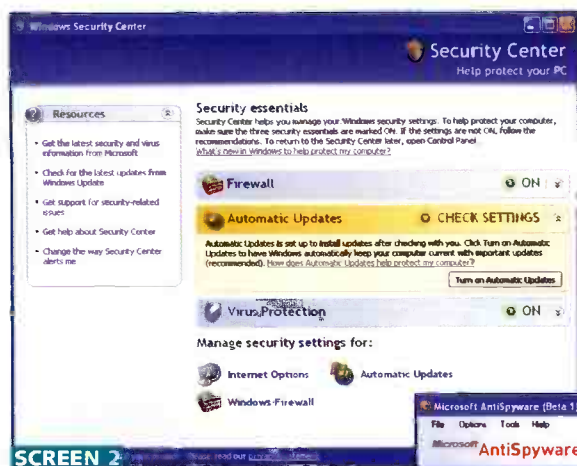 Windows Security Center
Security Center
Help protect your PC
Resources
Get the latest security and virus
information from Microsoft
Check for the latest updates from
Windows Update
Get support for security-related
issues
Get help about Security Center
Change the way Security Center
alerts me
Security essentials
Security Center helps you manage your Windows security settings. To help protect your computer,
make sure the three security essentials are marked ON. If the settings are not ON, follow the
recommendations. To return to the Security Center later, open Control Panel
What's new in Windows to help protect my computer?
Firewall
ON
Automatic Updates
CHECK SETTINGS
Automatic Updates is set up to install updates after checking with you. Click Turn on Automatic
Updates to have Windows automatically keep your computer current with important updates
(recommended). How does Automatic Updates help protect my computer?
Turn on Automatic Updates
Virus Protection
ON
Manage security settings for:
Internet Options
Automatic Updates
Windows Firewall
Microsoft AntiSpyware (Beta 1)
File Options Tools Help
Microsoft AntiSpyware
SCREEN 2
read our